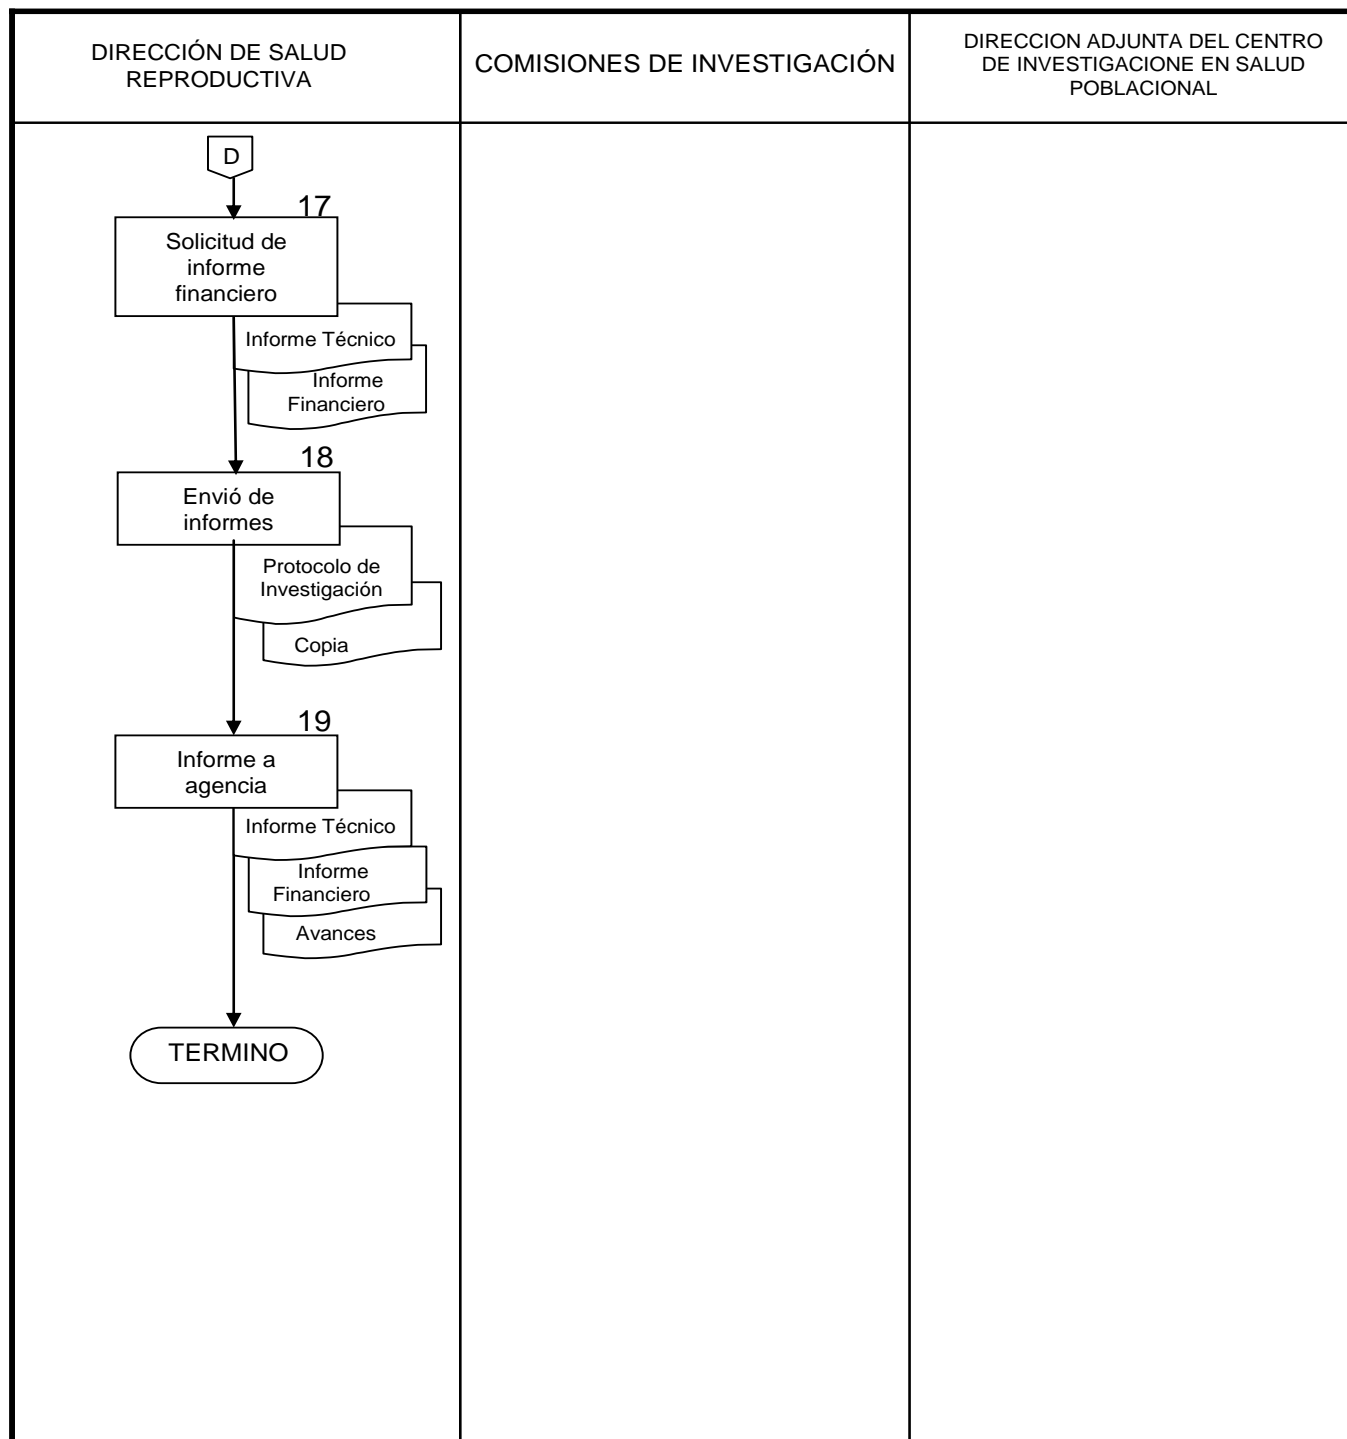 DIRECCIÓN DE SALUD
REPRODUCTIVA
COMISIONES DE INVESTIGACIÓN
DIRECCION ADJUNTA DEL CENTRO
DE INVESTIGACIONE EN SALUD
POBLACIONAL
D
17
Solicitud de
informe
financiero
Informe Técnico
Informe
Financiero
18
Envió de
informes
Protocolo de
Investigación
Copia
19
Informe a
agencia
Informe Técnico
Informe
Financiero
Avances
TERMINO